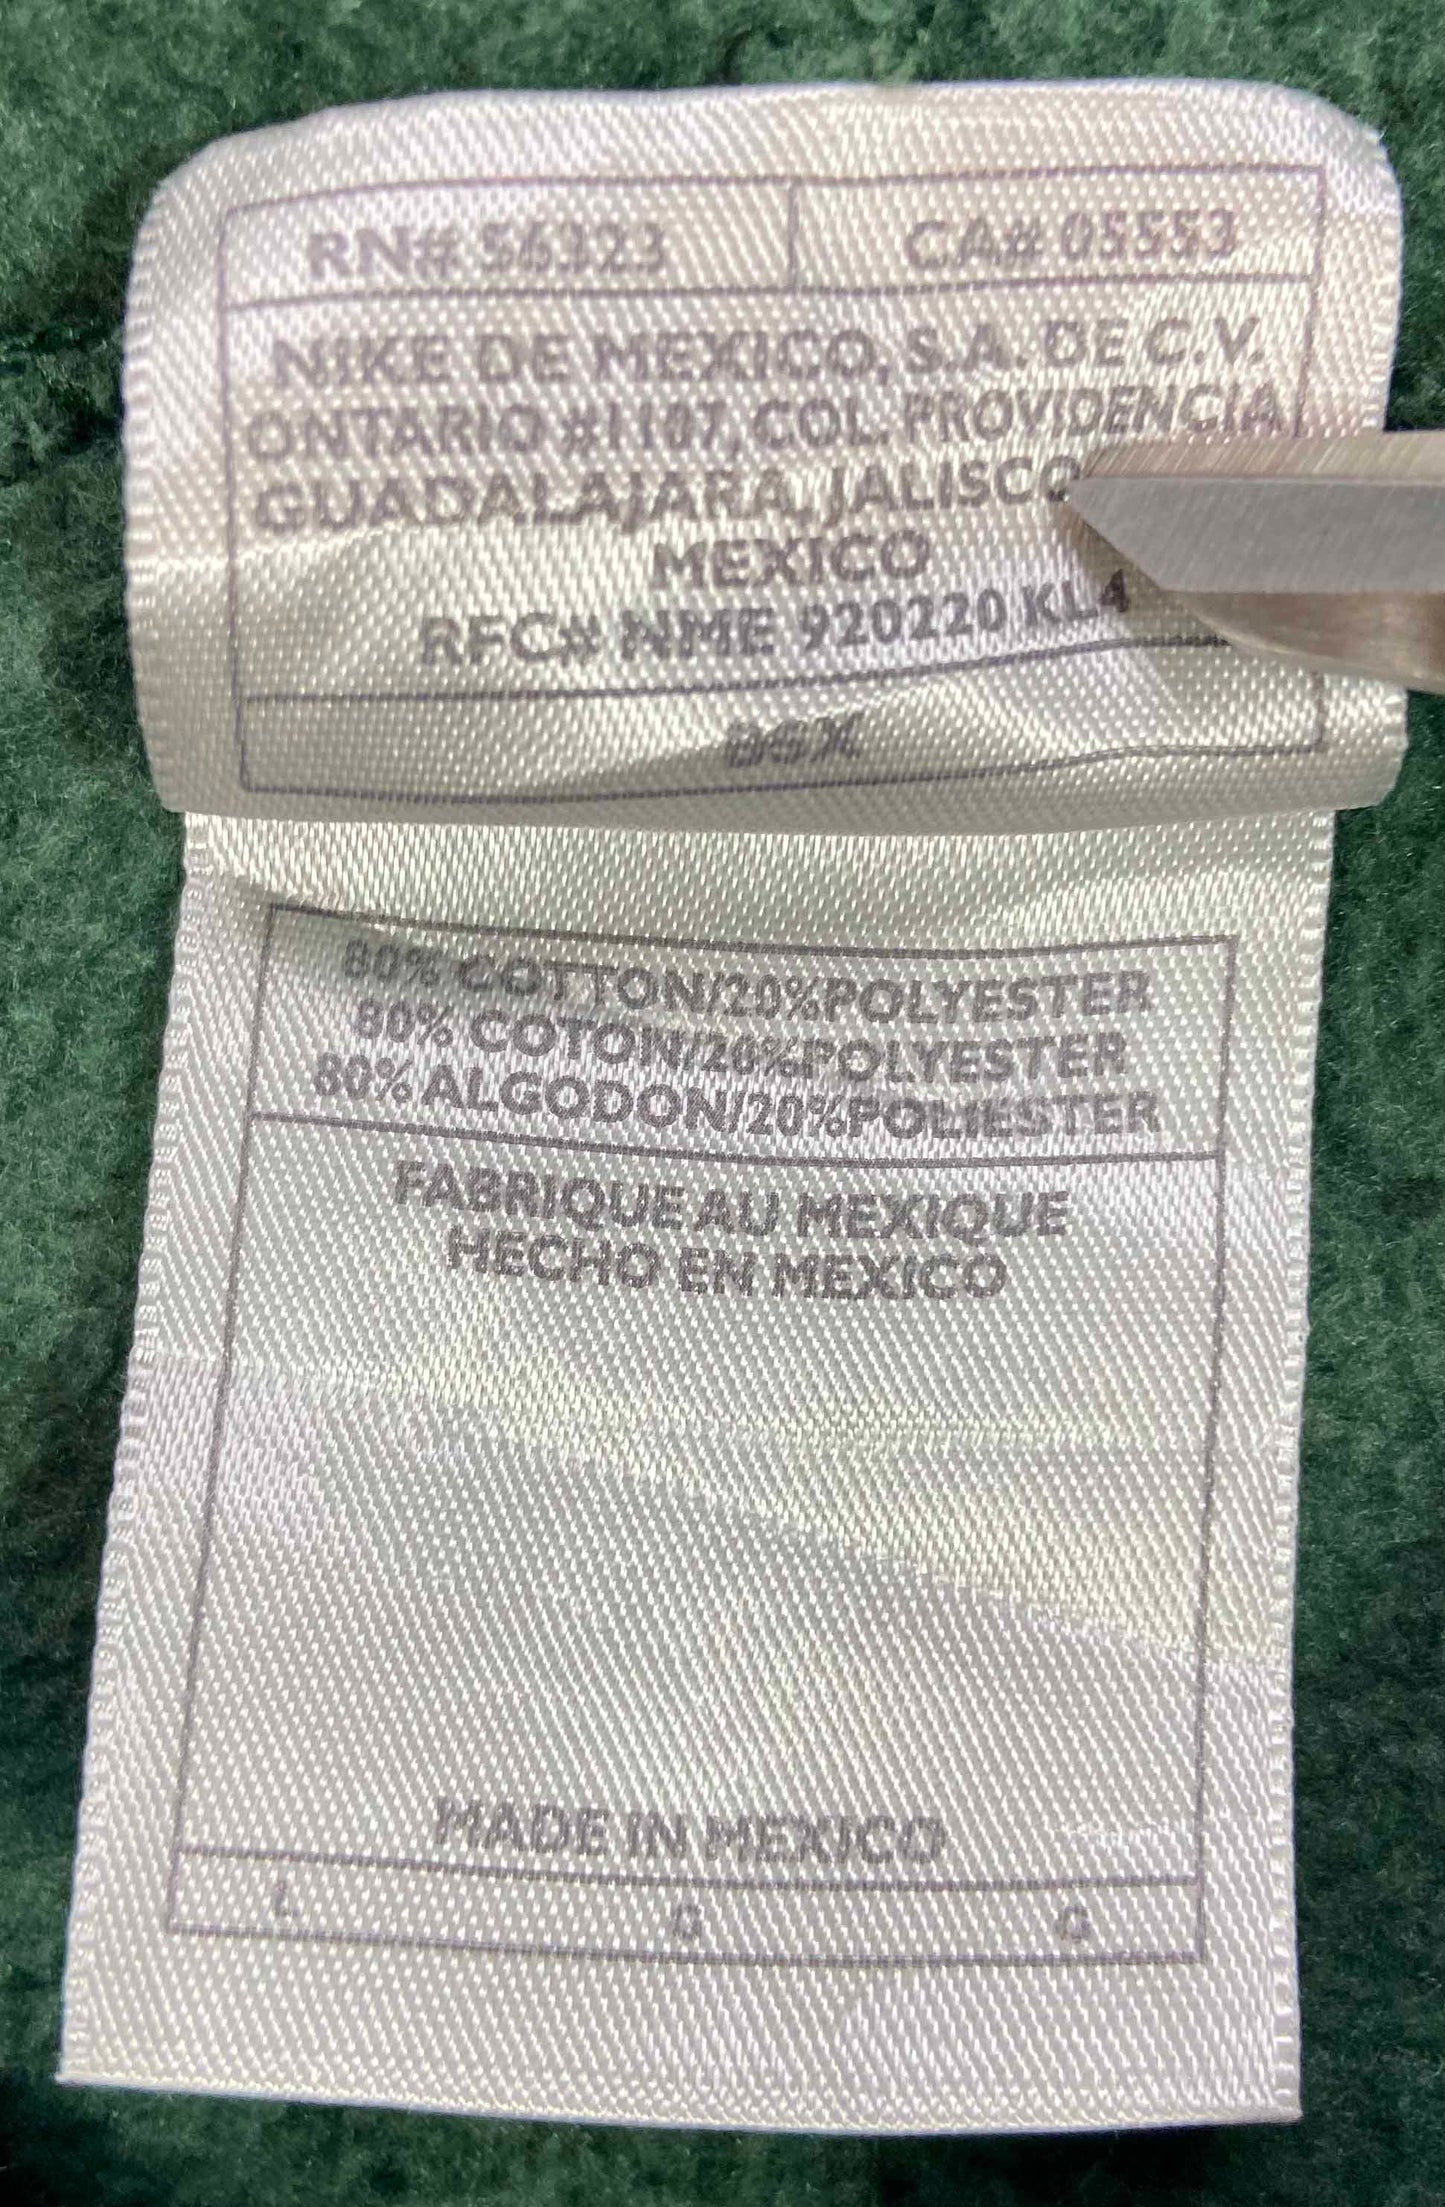 RN# 56323 CA# 05553
NIKE DE MEXICO, S.A. DE C.V.
ONTARIO #1107, COL. PROVIDENCIA
GUADALAJARA, JALISCO
MEXICO
RFC# NME 920220 KL4
80% COTTON/20%POLYESTER
80% COTON/20%POLYESTER
80% ALGODON/20%POLIESTER
FABRIQUE AU MEXIQUE
HECHO EN MEXICO
MADE IN MEXICO
L G G